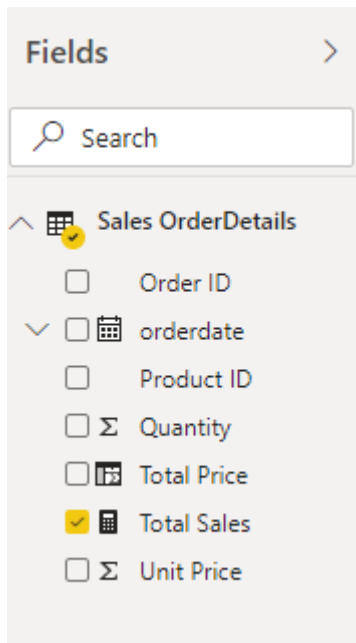 Fields
Search
Sales OrderDetails
Order ID
orderdate
Product ID
Σ Quantity
Total Price
Total Sales
Σ Unit Price